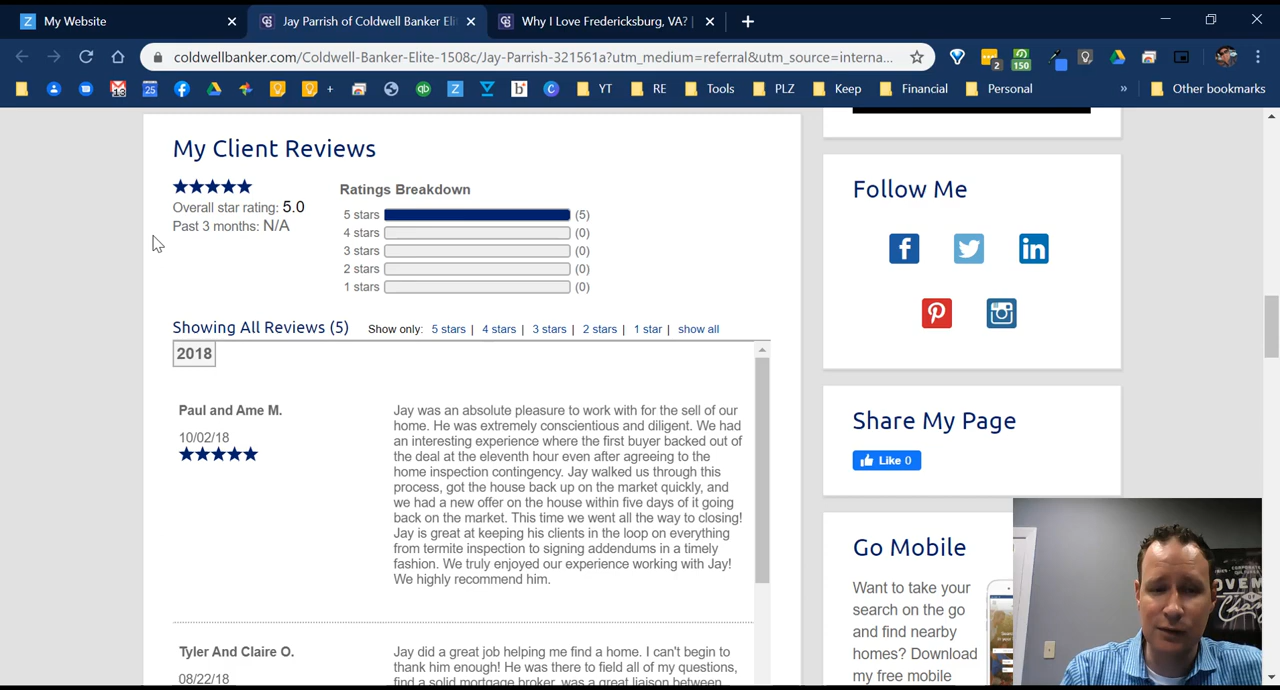 My Website
Jay Parrish of Coldwell Banker Eli
Why I Love Fredericksburg, VA? |
coldwellbanker.com/Coldwell-Banker-Elite-1508c/Jay-Parrish-321561a?utm_medium=referral&utm_source=interna...
2
150
YT
RE
Tools
PLZ
Keep
Financial
Personal
»
Other bookmarks
My Client Reviews
Overall star rating: 5.0
Past 3 months: N/A
Ratings Breakdown
5 stars (5)
4 stars (0)
3 stars (0)
2 stars (0)
1 stars (0)
Showing All Reviews (5)
Show only: 5 stars | 4 stars | 3 stars | 2 stars | 1 star | show all
2018
Paul and Ame M.
10/02/18
Jay was an absolute pleasure to work with for the sell of our
home. He was extremely conscientious and diligent. We had
an interesting experience where the first buyer backed out of
the deal at the eleventh hour even after agreeing to the
home inspection contingency. Jay walked us through this
process, got the house back up on the market quickly, and
we had a new offer on the house within five days of it going
back on the market. This time we went all the way to closing!
Jay is great at keeping his clients in the loop on everything
from termite inspection to signing addendums in a timely
fashion. We truly enjoyed our experience working with Jay!
We highly recommend him.
Tyler And Claire O.
08/22/18
Jay did a great job helping me find a home. I can't begin to
thank him enough! He was there to field all of my questions,
find a solid mortgage broker, was a great liaison between
Follow Me
Share My Page
Like 0
Go Mobile
Want to take your
search on the go
and find nearby
homes? Download
my free mobile